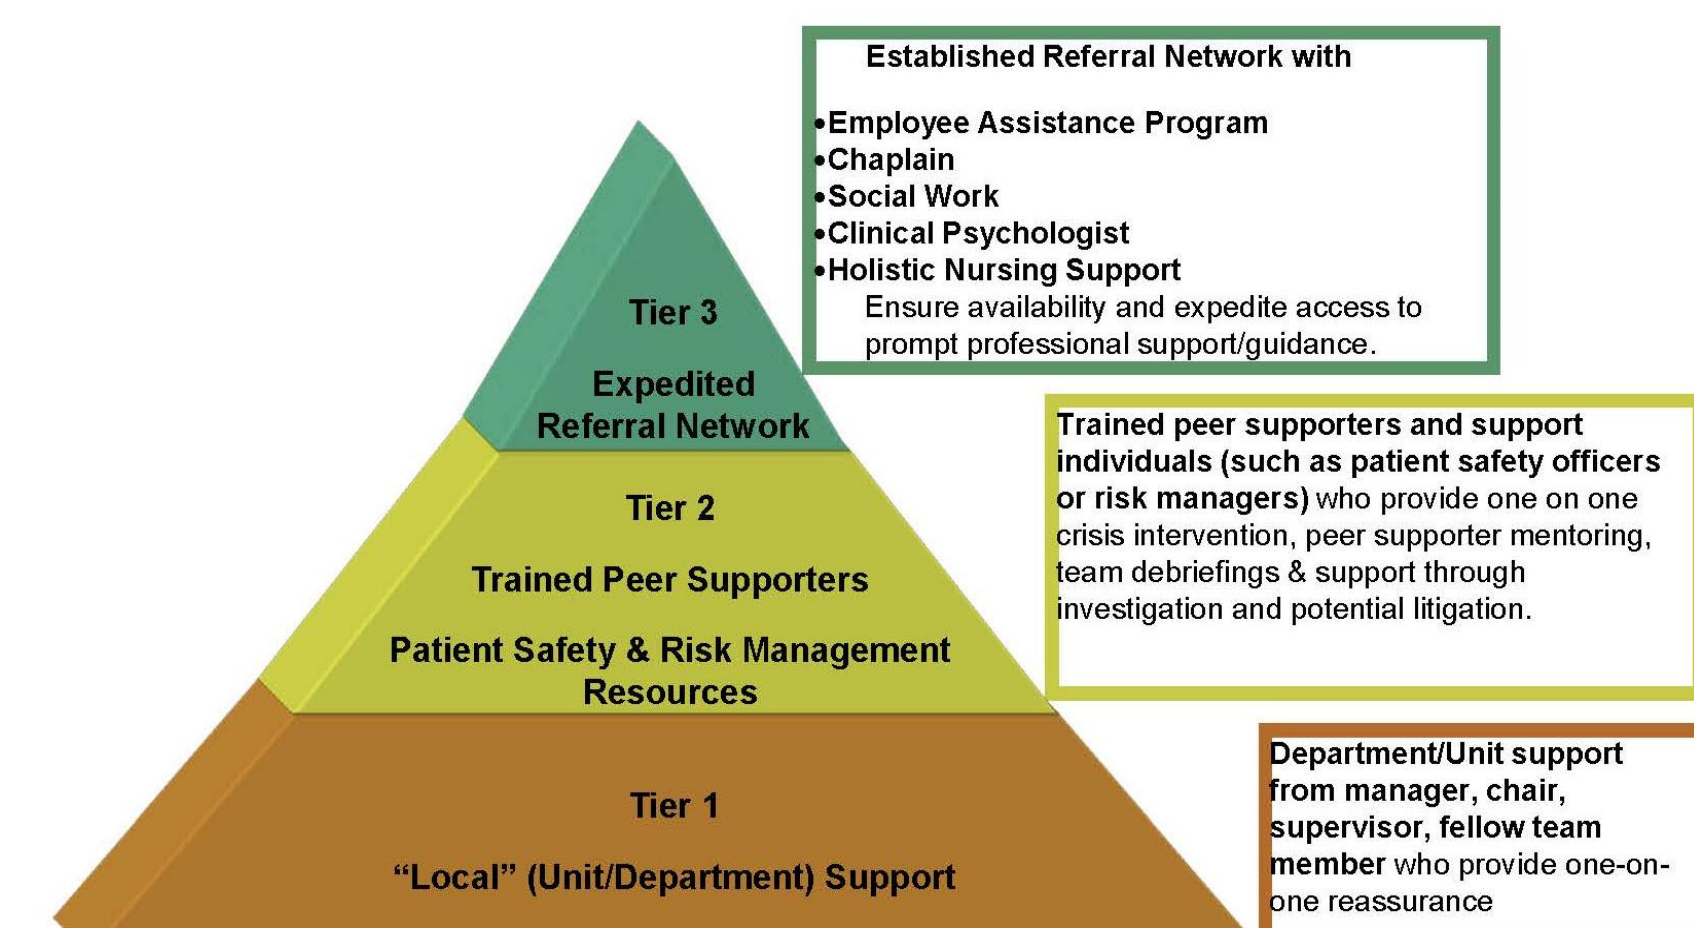 Established Referral Network with
•Employee Assistance Program
•Chaplain
•Social Work
•Clinical Psychologist
•Holistic Nursing Support
Ensure availability and expedite access to
prompt professional support/guidance.
Tier 3
Expedited
Referral Network
Trained peer supporters and support
individuals (such as patient safety officers
or risk managers) who provide one on one
crisis intervention, peer supporter mentoring,
team debriefings & support through
investigation and potential litigation.
Tier 2
Trained Peer Supporters
Patient Safety & Risk Management
Resources
Department/Unit support
from manager, chair,
supervisor, fellow team
member who provide one-on-
one reassurance
Tier 1
“Local” (Unit/Department) Support